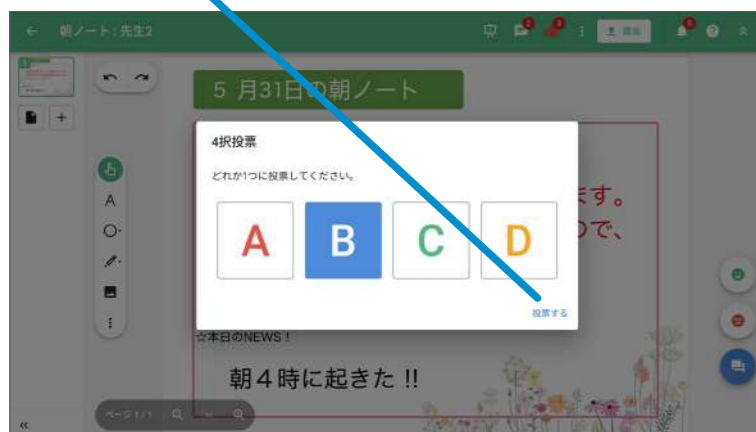 朝ノート : 先生2
提出
5 月31日の朝ノート
4択投票
どれか1つに投票してください。
ます。
ので、
A B C D
投票する
☆本日のNEWS！
朝４時に起きた !!
ページ 1 / 1